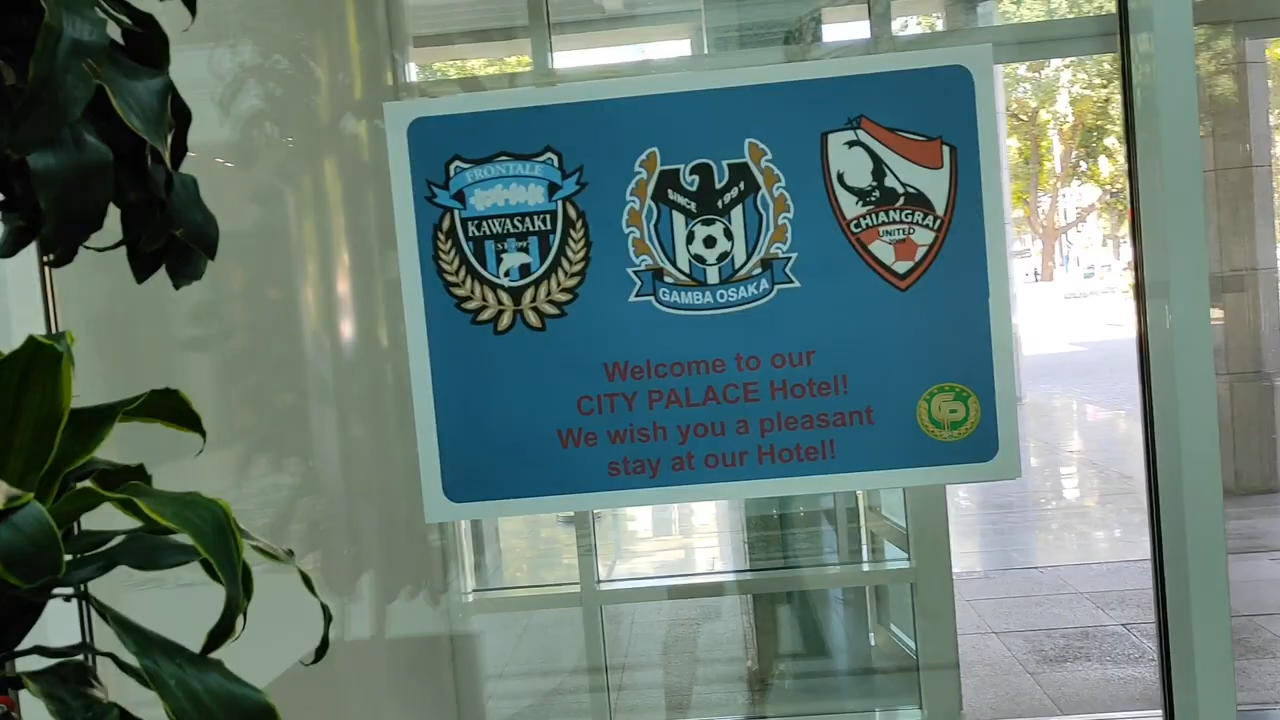 FRONTALE
KAWASAKI
SINCE 1991
GAMBA OSAKA
CHIANGRAI
UNITED
Welcome to our
CITY PALACE Hotel!
We wish you a pleasant
stay at our Hotel!
CP